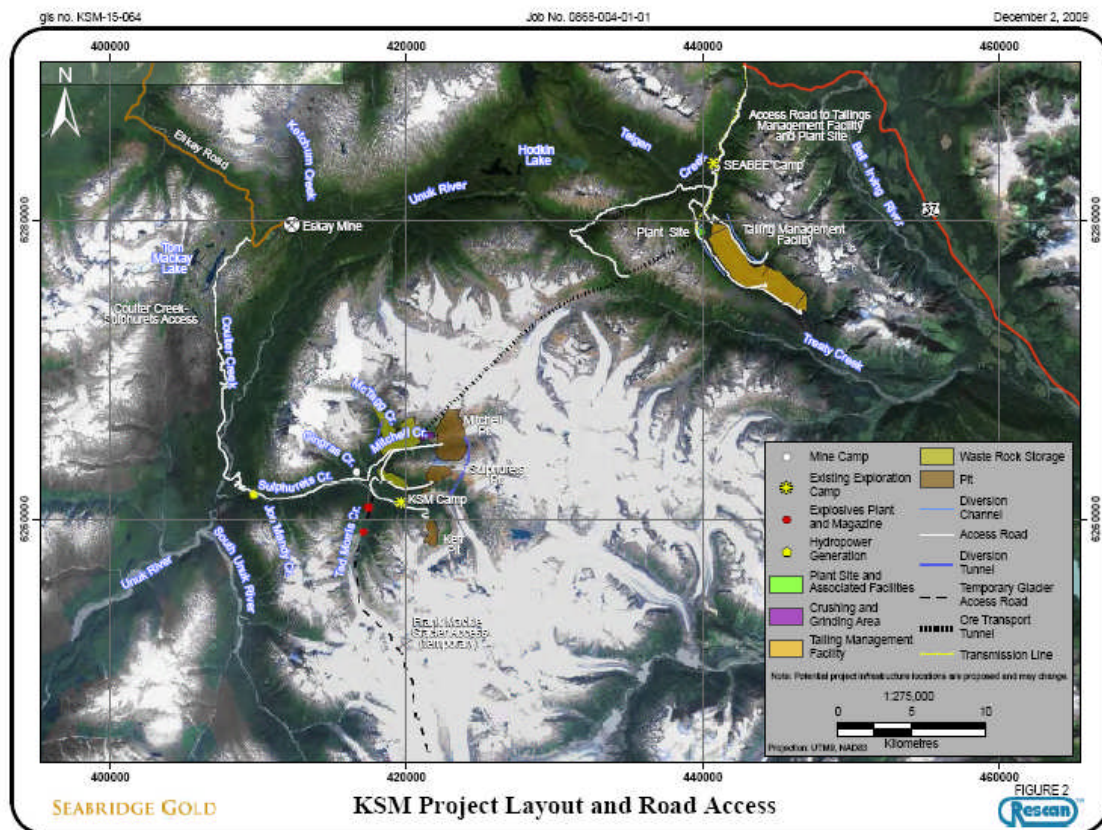 gis no. KSM-15-064
Job No. 0868-004-01-01
December 2, 2009
400000
420000
440000
460000
N
Eskay Road
Ketchum Creek
Hodkin
Lake
Teigen
Creek
Access Road to Tailings
Management Facility
and Plant Site
SEABEE Camp
Bell - Irving River
37
Unuk River
6280000
6280000
Eskay Mine
Plant Site
Tailing Management
Facility
Tom
Mackay
Lake
Coulter Creek-
Sulphurets Access
Coulter Creek
Treaty Creek
McTagg Cr.
Gingras Cr.
Mitchell Cr.
Mitchell
Pit
Sulphurets
Pit
Sulphurets Cr.
KSM Camp
6260000
6260000
Ted Morris Cr.
Kerr
Pit
Unuk River
South Unuk River
Frank Mackie
Glacier Access
(temporary)
Mine Camp
Existing Exploration
Camp
Explosives Plant
and Magazine
Hydropower
Generation
Plant Site and
Associated Facilities
Crushing and
Grinding Area
Tailing Management
Facility
Waste Rock Storage
Pit
Diversion
Channel
Access Road
Diversion
Tunnel
Temporary Glacier
Access Road
Ore Transport
Tunnel
Transmission Line
Note: Potential project infrastructure locations are proposed and may change.
1:275,000
0 5 10
Kilometres
Projection: UTM9, NAD83
400000
420000
440000
460000
SEABRIDGE GOLD
KSM Project Layout and Road Access
FIGURE 2
Rescan